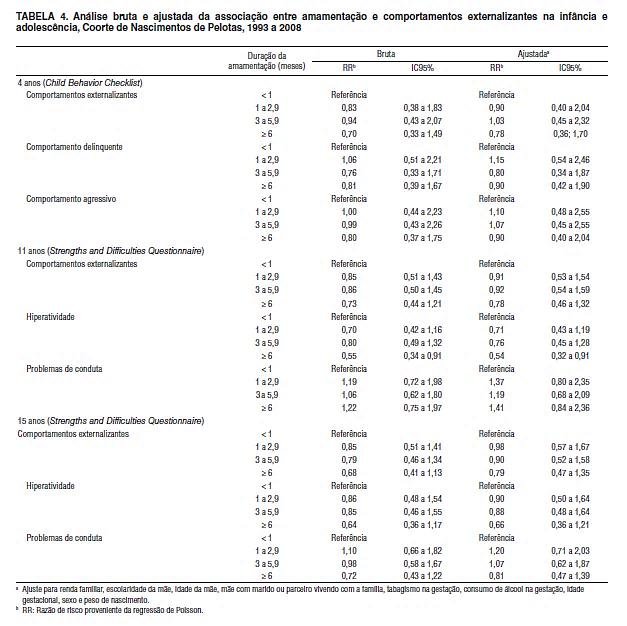 TABELA 4. Análise bruta e ajustada da associação entre amamentação e comportamentos externalizantes na infância e
adolescência, Coorte de Nascimentos de Pelotas, 1993 a 2008
Duração da amamentação (meses) Bruta Ajustadaª
RRᵇ IC95% RRᵇ IC95%
4 anos (Child Behavior Checklist)
Comportamentos externalizantes < 1 Referência Referência
1 a 2,9 0,83 0,38 a 1,83 0,90 0,40 a 2,04
3 a 5,9 0,94 0,43 a 2,07 1,03 0,45 a 2,32
≥ 6 0,70 0,33 a 1,49 0,78 0,36; 1,70
Comportamento delinquente < 1 Referência Referência
1 a 2,9 1,06 0,51 a 2,21 1,15 0,54 a 2,46
3 a 5,9 0,76 0,33 a 1,71 0,80 0,34 a 1,87
≥ 6 0,81 0,39 a 1,67 0,90 0,42 a 1,90
Comportamento agressivo < 1 Referência Referência
1 a 2,9 1,00 0,44 a 2,23 1,10 0,48 a 2,55
3 a 5,9 0,99 0,43 a 2,26 1,07 0,45 a 2,55
≥ 6 0,80 0,37 a 1,75 0,90 0,40 a 2,04
11 anos (Strengths and Difficulties Questionnaire)
Comportamentos externalizantes < 1 Referência Referência
1 a 2,9 0,85 0,51 a 1,43 0,91 0,53 a 1,54
3 a 5,9 0,86 0,50 a 1,45 0,92 0,54 a 1,59
≥ 6 0,73 0,44 a 1,21 0,78 0,46 a 1,32
Hiperatividade < 1 Referência Referência
1 a 2,9 0,70 0,42 a 1,16 0,71 0,43 a 1,19
3 a 5,9 0,80 0,49 a 1,32 0,76 0,45 a 1,28
≥ 6 0,55 0,34 a 0,91 0,54 0,32 a 0,91
Problemas de conduta < 1 Referência Referência
1 a 2,9 1,19 0,72 a 1,98 1,37 0,80 a 2,35
3 a 5,9 1,06 0,62 a 1,80 1,19 0,68 a 2,09
≥ 6 1,22 0,75 a 1,97 1,41 0,84 a 2,36
15 anos (Strengths and Difficulties Questionnaire)
Comportamentos externalizantes < 1 Referência Referência
1 a 2,9 0,85 0,51 a 1,41 0,98 0,57 a 1,67
3 a 5,9 0,79 0,46 a 1,34 0,90 0,52 a 1,58
≥ 6 0,68 0,41 a 1,13 0,79 0,47 a 1,35
Hiperatividade < 1 Referência Referência
1 a 2,9 0,86 0,48 a 1,54 0,90 0,50 a 1,64
3 a 5,9 0,85 0,46 a 1,55 0,88 0,48 a 1,64
≥ 6 0,64 0,36 a 1,17 0,66 0,36 a 1,21
Problemas de conduta < 1 Referência Referência
1 a 2,9 1,10 0,66 a 1,82 1,20 0,71 a 2,03
3 a 5,9 0,98 0,58 a 1,67 1,07 0,62 a 1,87
≥ 6 0,72 0,43 a 1,22 0,81 0,47 a 1,39
ª Ajuste para renda familiar, escolaridade da mãe, idade da mãe, mãe com marido ou parceiro vivendo com a família, tabagismo na gestação, consumo de álcool na gestação, idade
gestacional, sexo e peso de nascimento.
ᵇ RR: Razão de risco proveniente da regressão de Poisson.